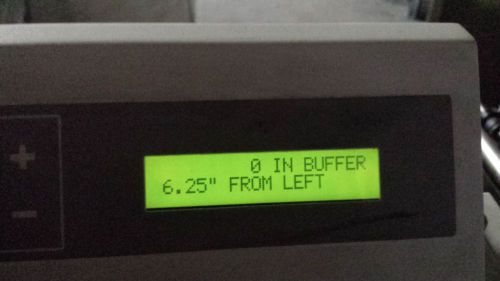 0 IN BUFFER
6.25" FROM LEFT
+
-